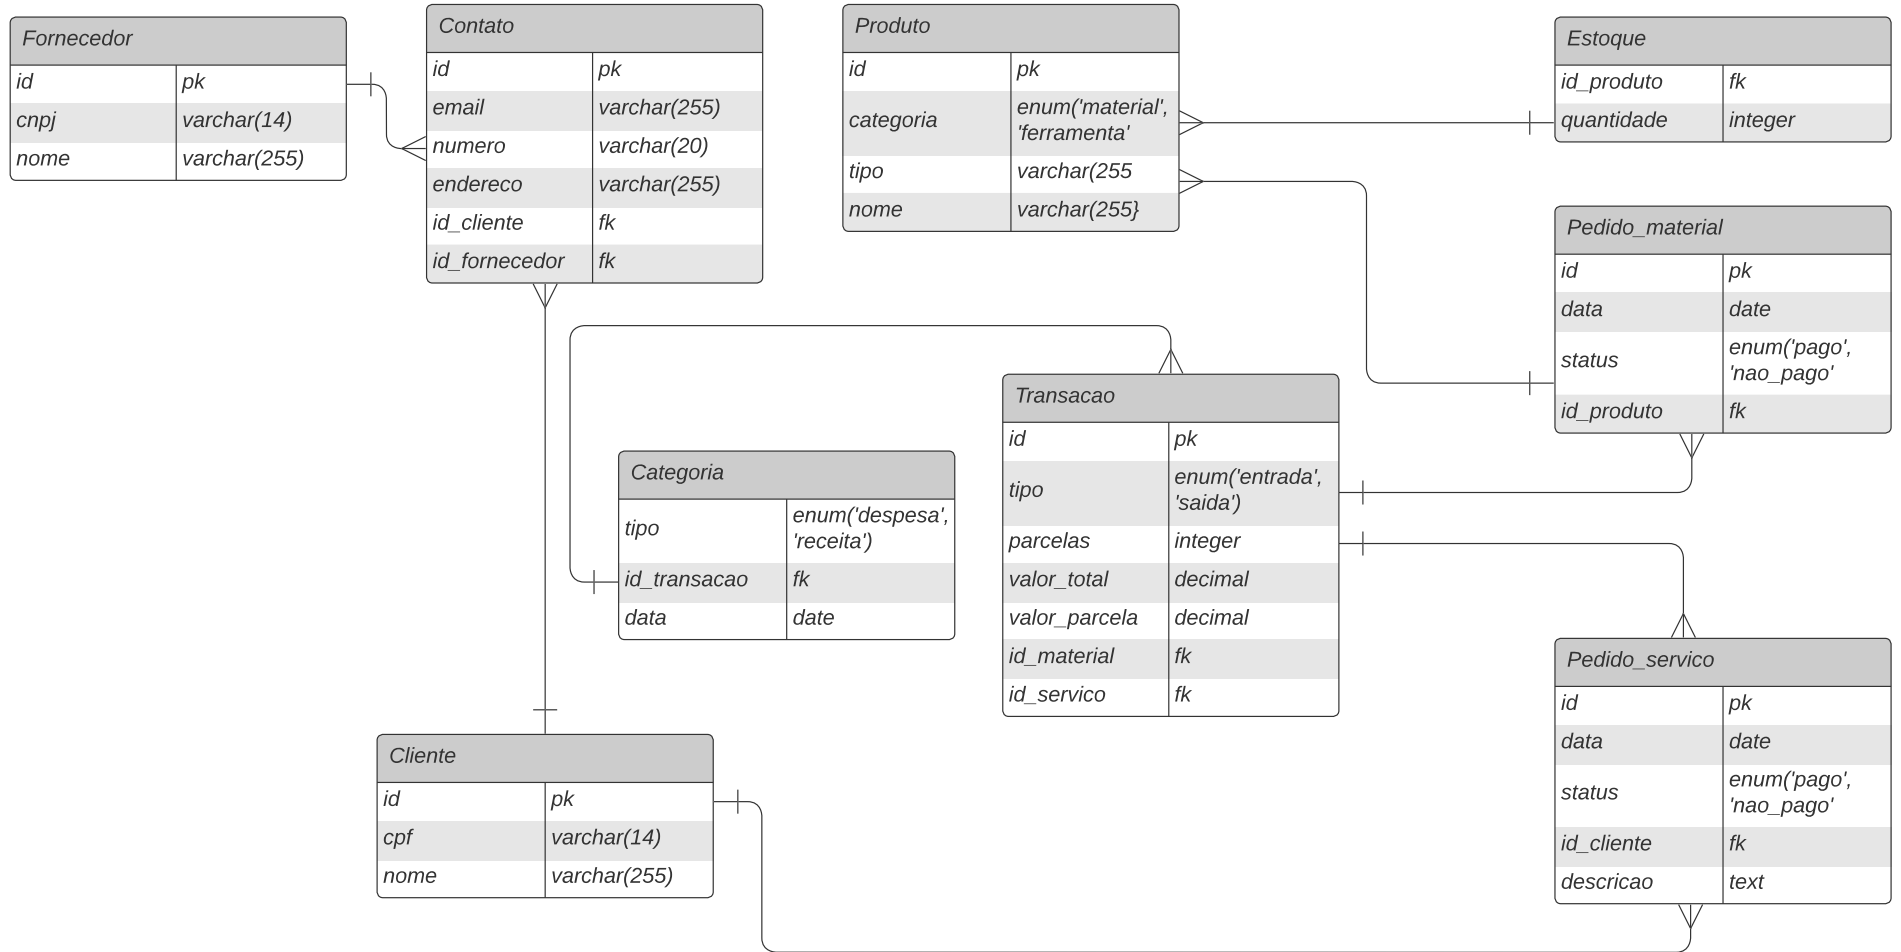 Fornecedor
id pk
cnpj varchar(14)
nome varchar(255)
Contato
id pk
email varchar(255)
numero varchar(20)
endereco varchar(255)
id_cliente fk
id_fornecedor fk
Produto
id pk
categoria enum('material',
'ferramenta'
tipo varchar(255
nome varchar(255}
Estoque
id_produto fk
quantidade integer
Pedido_material
id pk
data date
status enum('pago',
'nao_pago'
id_produto fk
Transacao
id pk
tipo enum('entrada',
'saida')
parcelas integer
valor_total decimal
valor_parcela decimal
id_material fk
id_servico fk
Categoria
tipo enum('despesa',
'receita')
id_transacao fk
data date
Cliente
id pk
cpf varchar(14)
nome varchar(255)
Pedido_servico
id pk
data date
status enum('pago',
'nao_pago'
id_cliente fk
descricao text